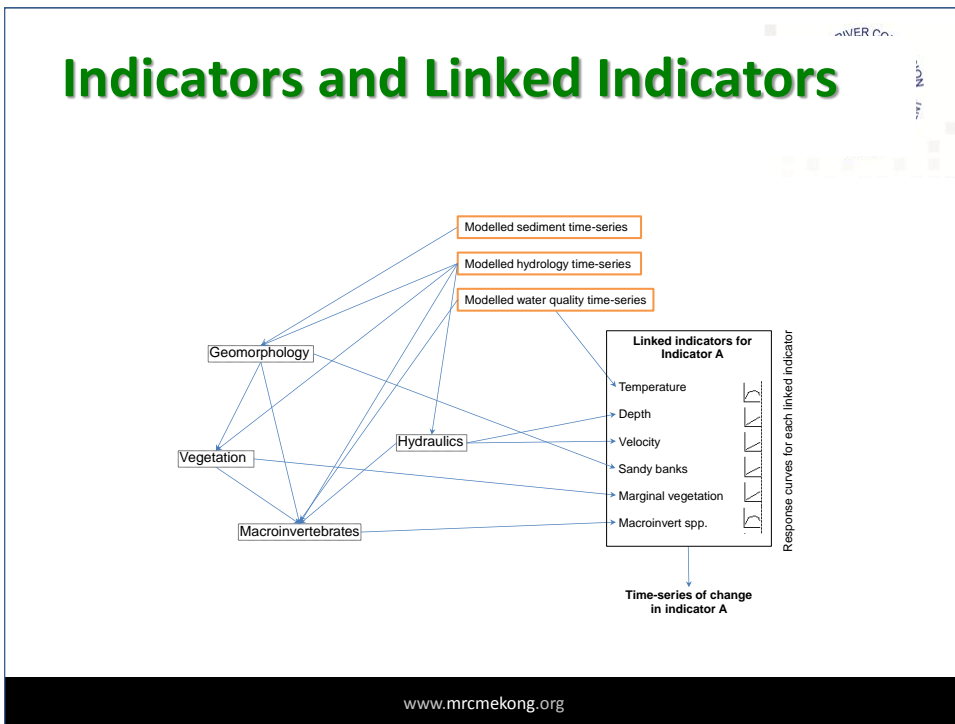 Indicators and Linked Indicators
Modelled sediment time-series
Modelled hydrology time-series
Modelled water quality time-series
Geomorphology
Vegetation
Hydraulics
Macroinvertebrates
Linked indicators for
Indicator A
Temperature
Depth
Velocity
Sandy banks
Marginal vegetation
Macroinvert spp.
Response curves for each linked indicator
Time-series of change
in indicator A
www.mrcmekong.org